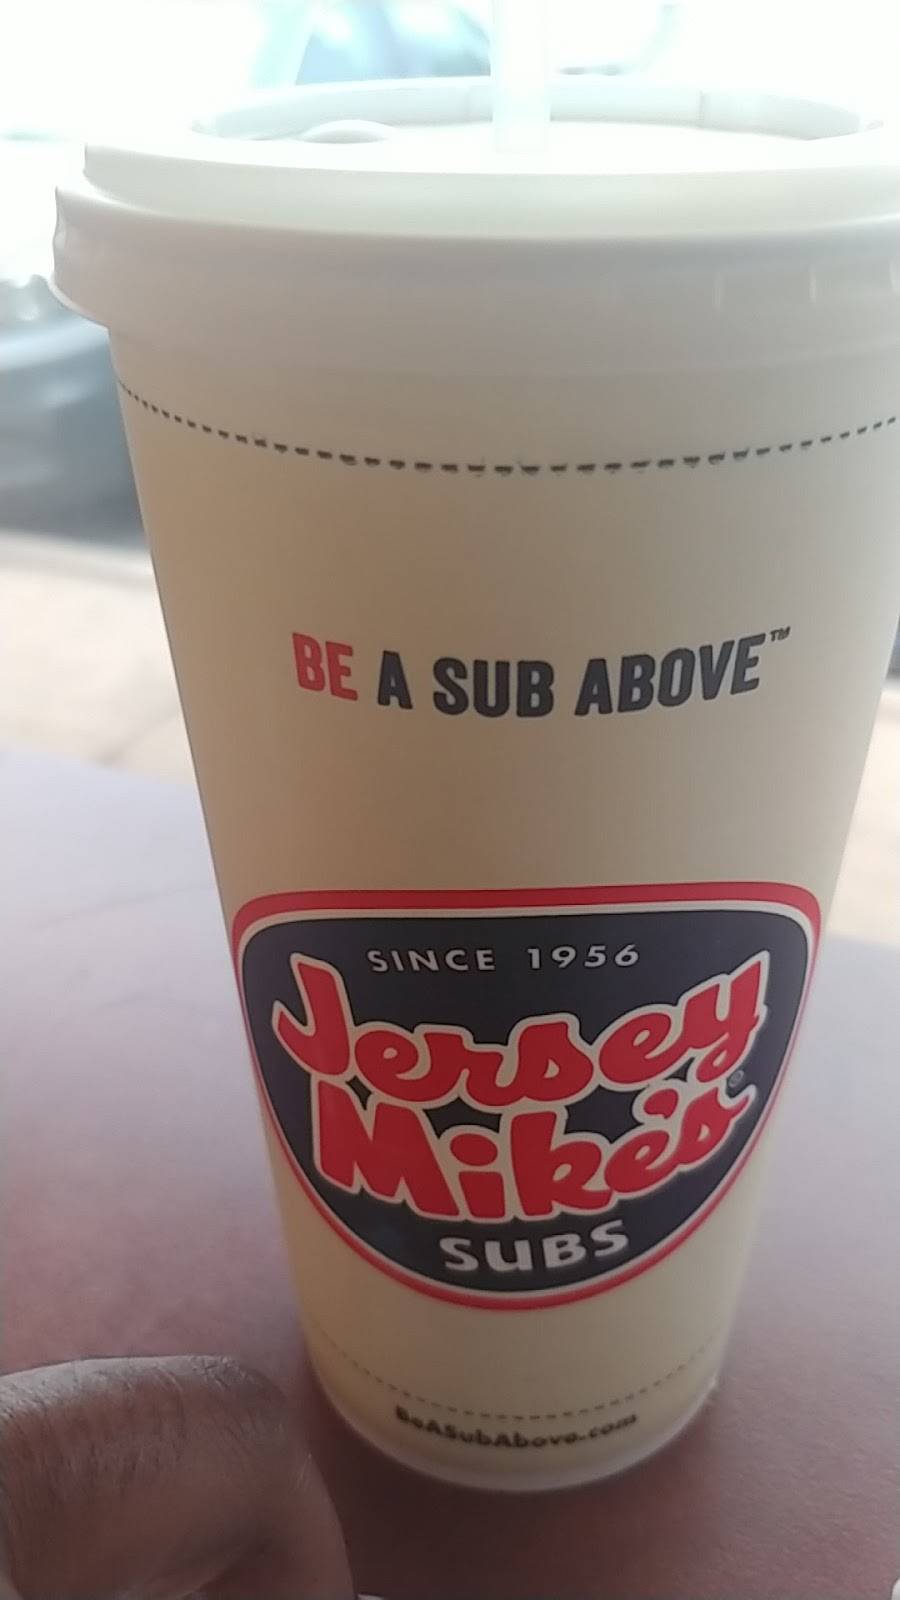 BE A SUB ABOVE™
SINCE 1956
Jersey
Mike's®
SUBS
BeASubAbove.com